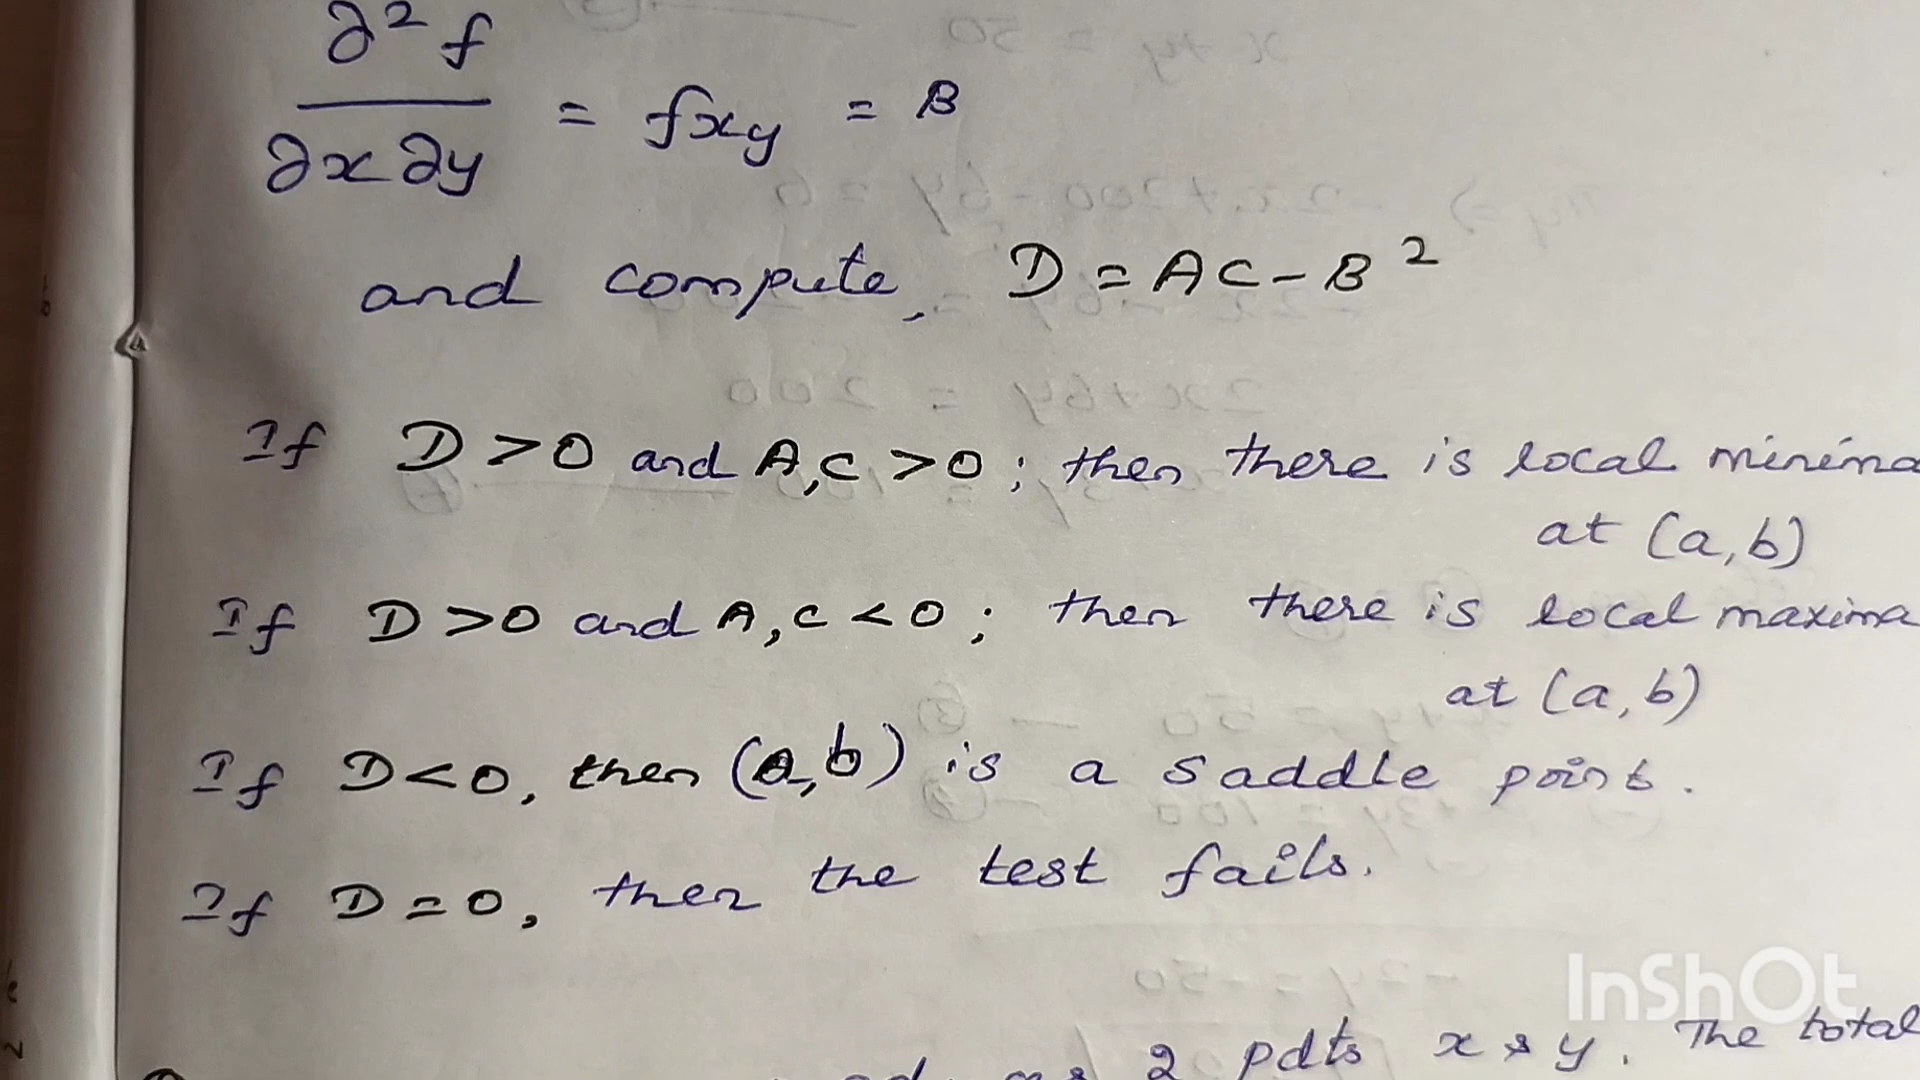 ∂²f
/ ∂x∂y = fxy = B
and compute, D = AC - B²
If D > 0 and A, C > 0 ; then there is local minima
at (a, b)
If D > 0 and A, C < 0 ; then there is local maxima
at (a, b)
If D < 0, then (a, b) is a saddle point.
If D = 0, then the test fails.
2 pdts x & y. The total
InShOt